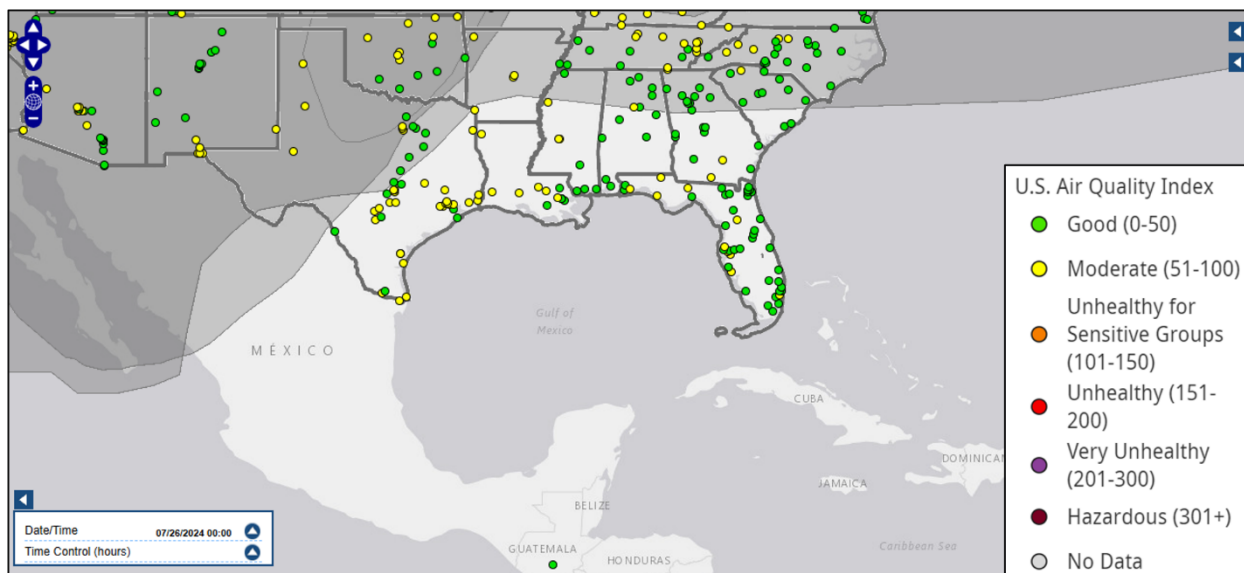 Gulf of
Mexico
MÉXICO
CUBA
DOMINICAN
JAMAICA
BELIZE
GUATEMALA
HONDURAS
Caribbean Sea
+
−
Date/Time 07/26/2024 00:00
Time Control (hours)
U.S. Air Quality Index
Good (0-50)
Moderate (51-100)
Unhealthy for
Sensitive Groups
(101-150)
Unhealthy (151-
200)
Very Unhealthy
(201-300)
Hazardous (301+)
No Data